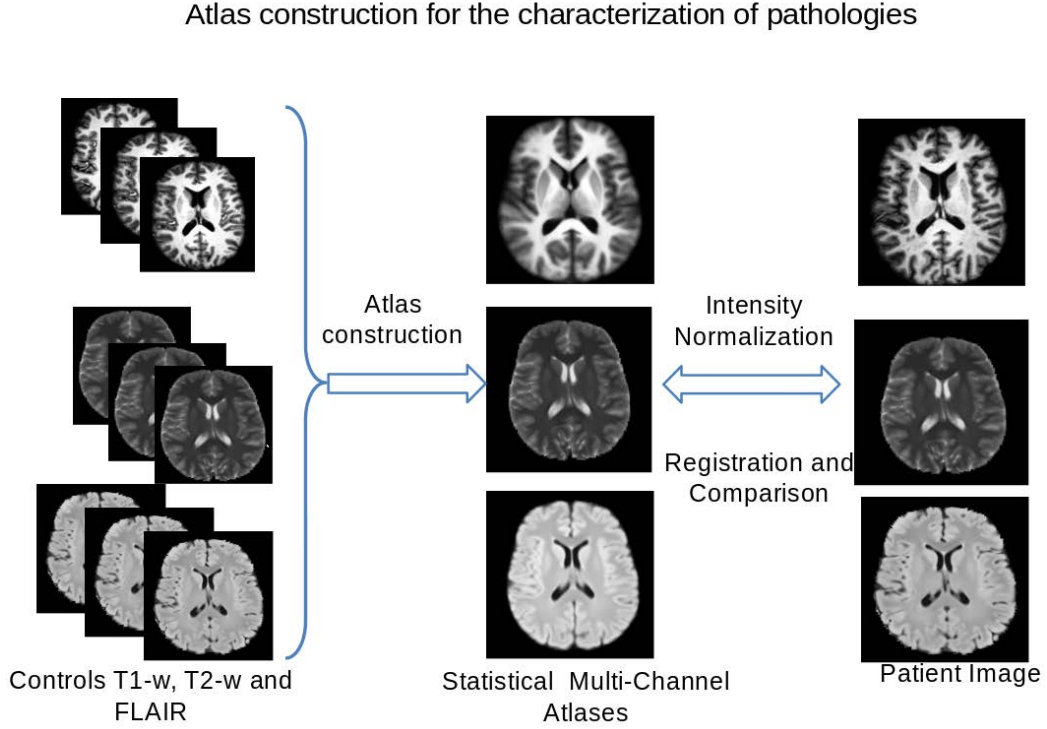 Atlas construction for the characterization of pathologies
Atlas
construction
Intensity
Normalization
Registration and
Comparison
Controls T1-w, T2-w and
FLAIR
Statistical Multi-Channel
Atlases
Patient Image